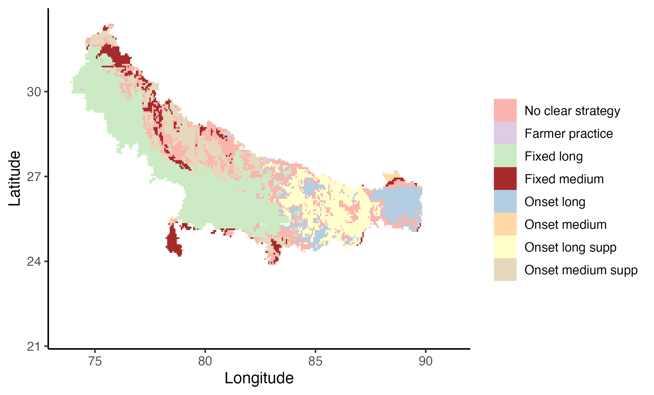 30
27
24
21
75
80
85
90
Latitude
Longitude
No clear strategy
Farmer practice
Fixed long
Fixed medium
Onset long
Onset medium
Onset long supp
Onset medium supp